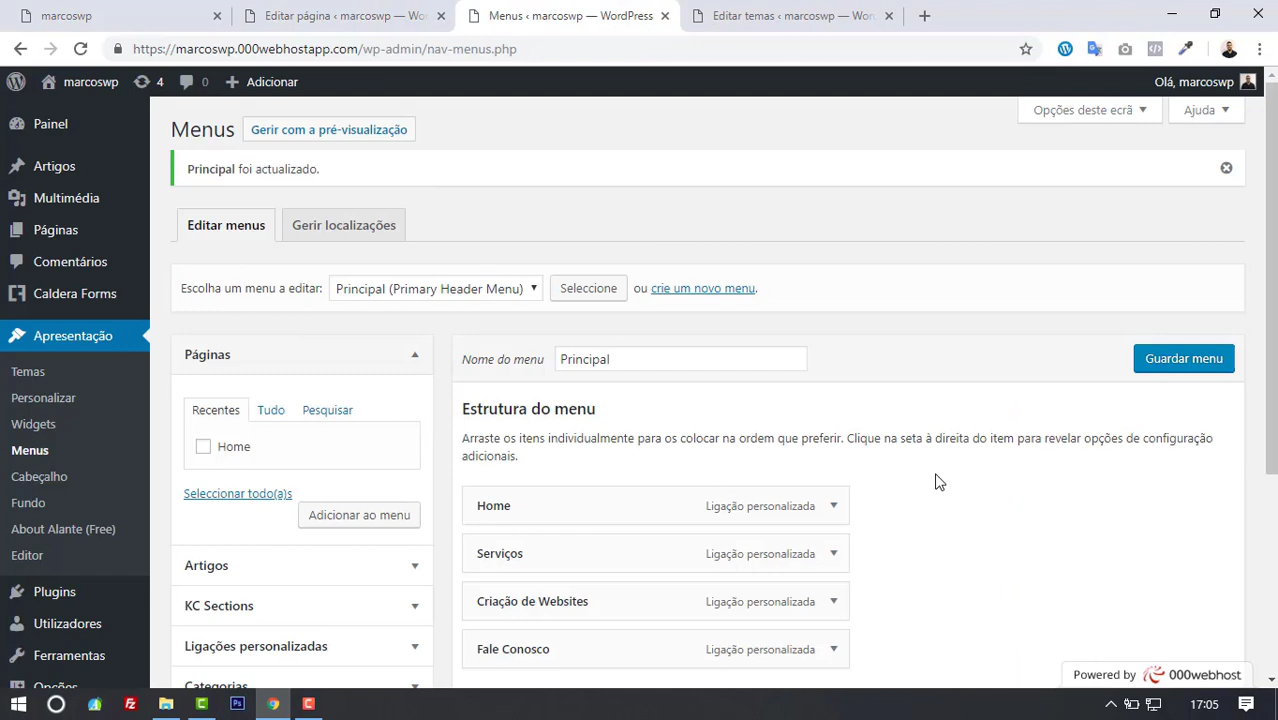 marcoswp
Editar página ‹ marcoswp — Wo
Menus ‹ marcoswp — WordPress
Editar temas ‹ marcoswp — Wor
https://marcoswp.000webhostapp.com/wp-admin/nav-menus.php
marcoswp
4
0
Adicionar
Olá, marcoswp
Painel
Artigos
Multimédia
Páginas
Comentários
Caldera Forms
Apresentação
Temas
Personalizar
Widgets
Menus
Cabeçalho
Fundo
About Alante (Free)
Editor
Plugins
Utilizadores
Ferramentas
Opções
Opções deste ecrã
Ajuda
Menus
Gerir com a pré-visualização
Principal foi actualizado.
Editar menus
Gerir localizações
Escolha um menu a editar:
Principal (Primary Header Menu)
Seleccione
ou crie um novo menu.
Páginas
Recentes
Tudo
Pesquisar
Home
Seleccionar todo(a)s
Adicionar ao menu
Artigos
KC Sections
Ligações personalizadas
Categorias
Nome do menu
Principal
Guardar menu
Estrutura do menu
Arraste os itens individualmente para os colocar na ordem que preferir. Clique na seta à direita do item para revelar opções de configuração
adicionais.
Home Ligação personalizada
Serviços Ligação personalizada
Criação de Websites Ligação personalizada
Fale Conosco Ligação personalizada
Powered by 000webhost
17:05